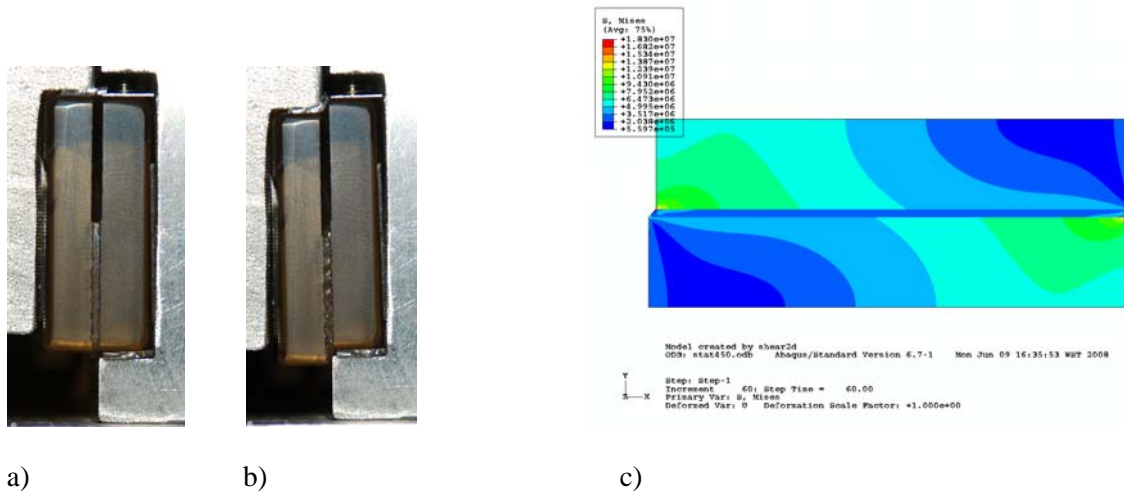 S, Mises
(Avg: 75%)
+1.830e+07
+1.682e+07
+1.534e+07
+1.387e+07
+1.239e+07
+1.091e+07
+9.430e+06
+7.952e+06
+6.473e+06
+4.995e+06
+3.517e+06
+2.038e+06
+5.597e+05
Model created by shear2d
ODB: stat450.odb Abaqus/Standard Version 6.7-1 Mon Jun 09 16:35:53 WST 2008
Y
Z X
Step: Step-1
Increment 60: Step Time = 60.00
Primary Var: S, Mises
Deformed Var: U Deformation Scale Factor: +1.000e+00
a) b) c)